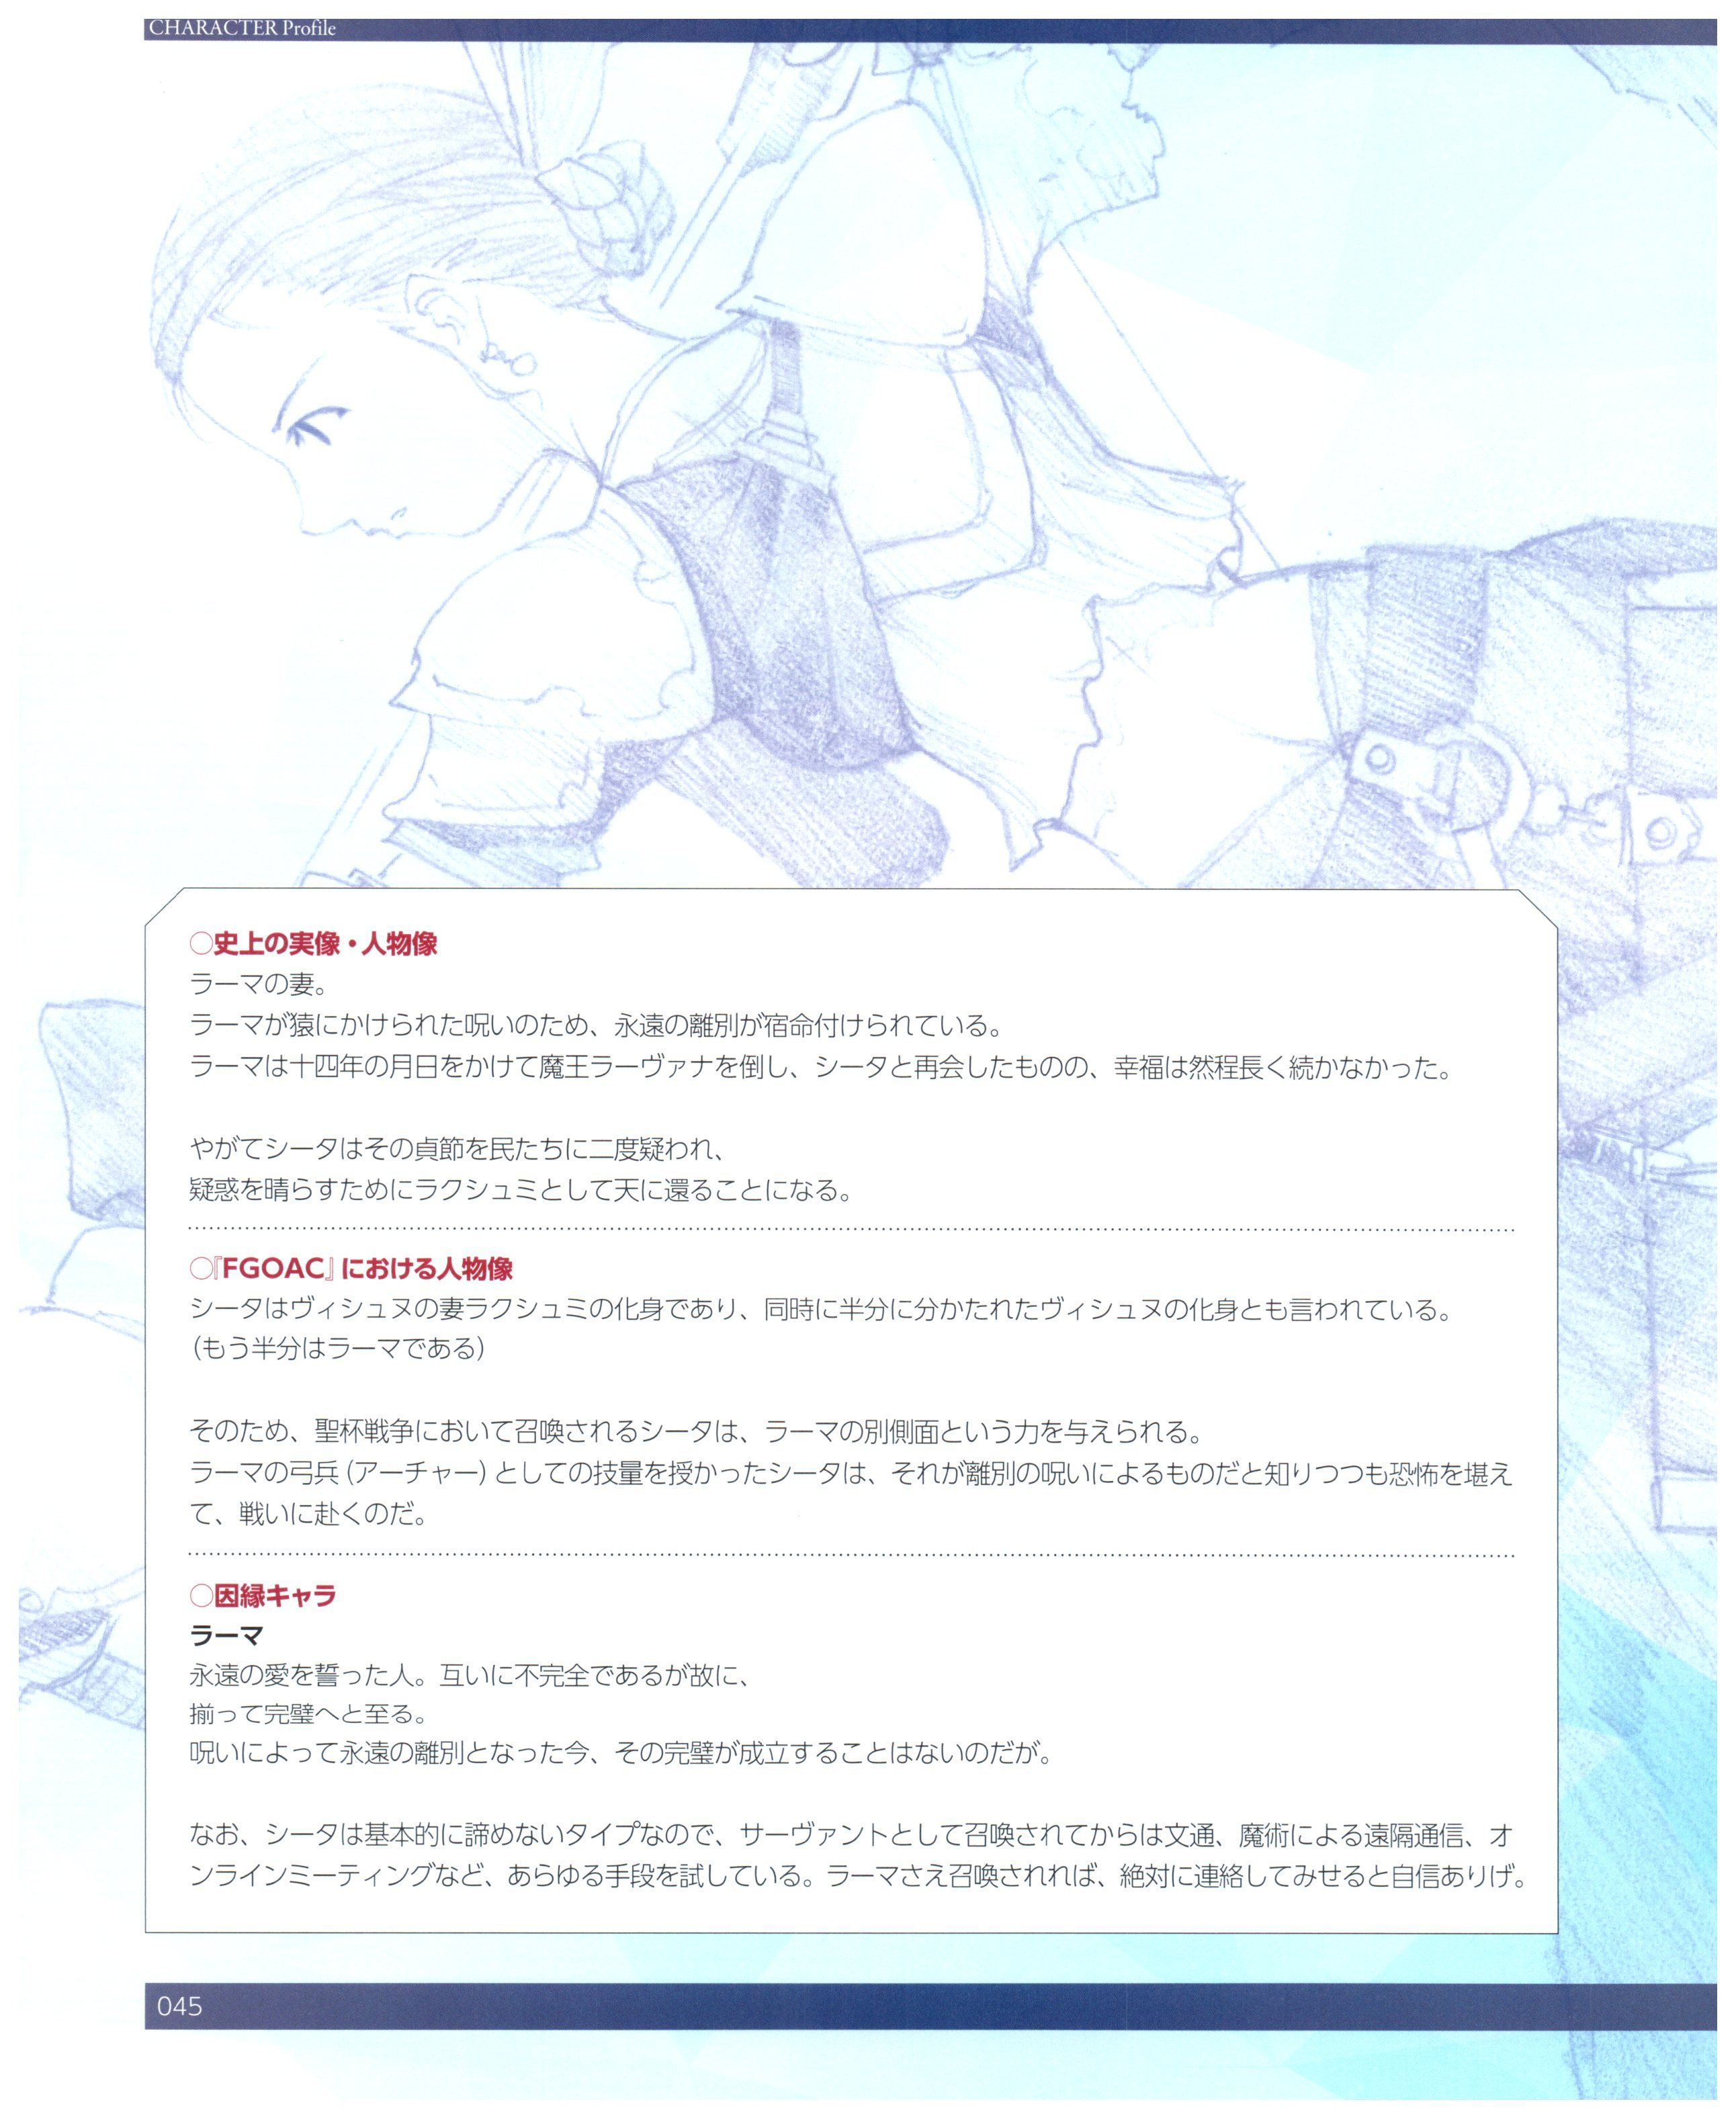 CHARACTER Profile
○史上の実像・人物像
ラーマの妻。
ラーマが猿にかけられた呪いのため、永遠の離別が宿命付けられている。
ラーマは十四年の月日をかけて魔王ラーヴァナを倒し、シータと再会したものの、幸福は然程長く続かなかった。
やがてシータはその貞節を民たちに二度疑われ、
疑惑を晴らすためにラクシュミとして天に還ることになる。
○『FGOAC』における人物像
シータはヴィシュヌの妻ラクシュミの化身であり、同時に半分に分かたれたヴィシュヌの化身とも言われている。
（もう半分はラーマである）
そのため、聖杯戦争において召喚されるシータは、ラーマの別側面という力を与えられる。
ラーマの弓兵（アーチャー）としての技量を授かったシータは、それが離別の呪いによるものだと知りつつも恐怖を堪え
て、戦いに赴くのだ。
○因縁キャラ
ラーマ
永遠の愛を誓った人。互いに不完全であるが故に、
揃って完璧へと至る。
呪いによって永遠の離別となった今、その完璧が成立することはないのだが。
なお、シータは基本的に諦めないタイプなので、サーヴァントとして召喚されてからは文通、魔術による遠隔通信、オ
ンラインミーティングなど、あらゆる手段を試している。ラーマさえ召喚されれば、絶対に連絡してみせると自信ありげ。
045